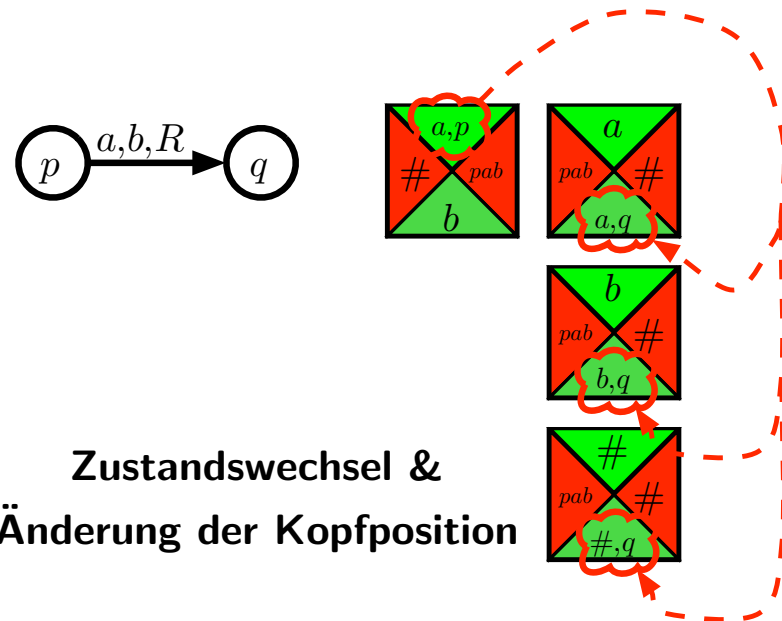 p
a,b,R
q
a,p
#
pab
b
a
pab
#
a,q
b
pab
#
b,q
#
pab
#
#,q
Zustandswechsel &
Änderung der Kopfposition